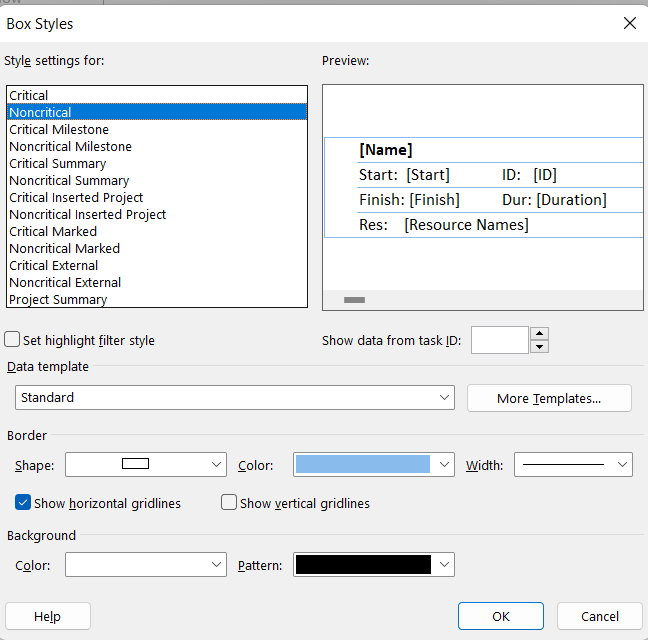 Box Styles
Style settings for:
Preview:
Critical
Noncritical
Critical Milestone
Noncritical Milestone
Critical Summary
Noncritical Summary
Critical Inserted Project
Noncritical Inserted Project
Critical Marked
Noncritical Marked
Critical External
Noncritical External
Project Summary
[Name]
Start: [Start] ID: [ID]
Finish: [Finish] Dur: [Duration]
Res: [Resource Names]
Set highlight filter style
Show data from task ID:
Data template
Standard
More Templates...
Border
Shape: Color: Width:
Show horizontal gridlines
Show vertical gridlines
Background
Color: Pattern:
Help
OK
Cancel